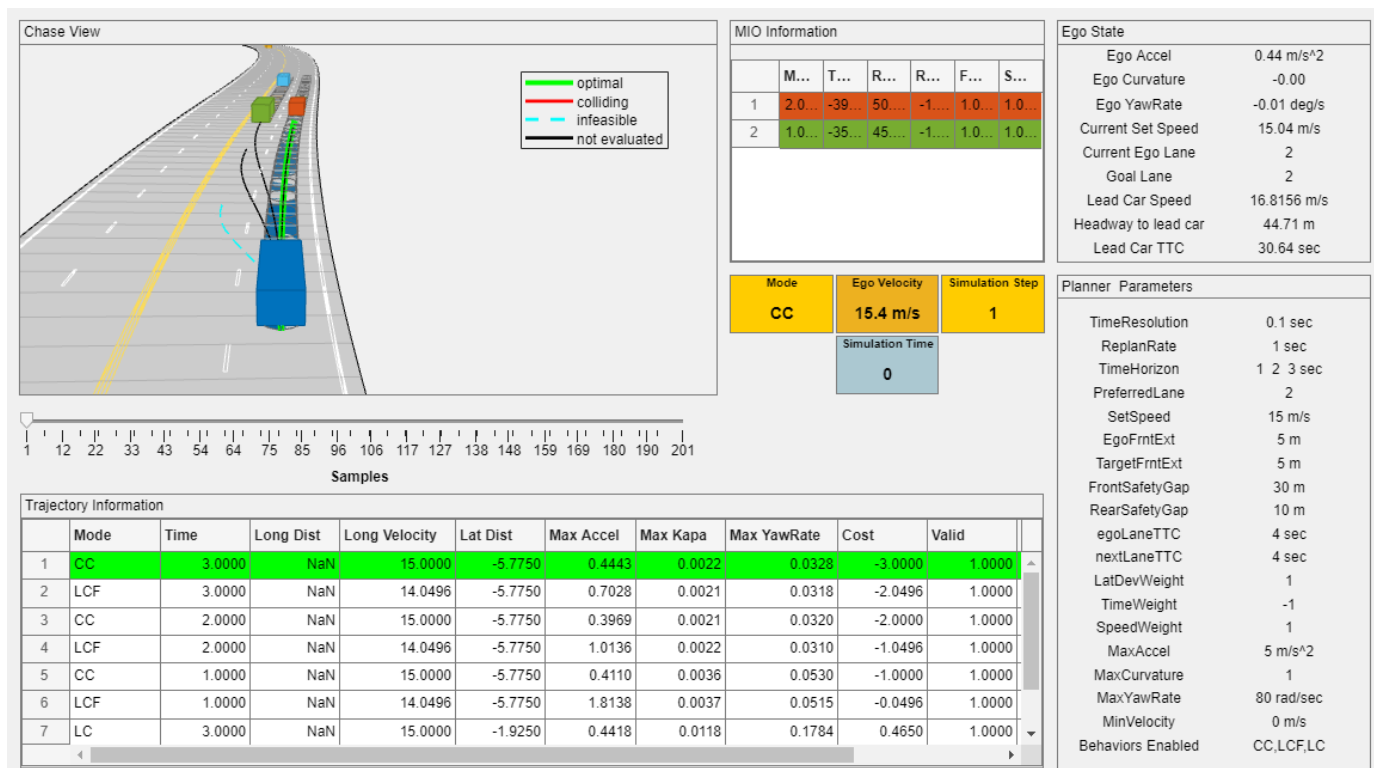 Chase View
optimal
colliding
infeasible
not evaluated
1 12 22 33 43 54 64 75 85 96 106 117 127 138 148 159 169 180 190 201
Samples
MIO Information
M... T... R... R... F... S...
1 2.0... -39... 50.... -1.... 1.0... 1.0...
2 1.0... -35... 45.... -1.... 1.0... 1.0...
Mode
CC
Ego Velocity
15.4 m/s
Simulation Step
1
Simulation Time
0
Ego State
Ego Accel 0.44 m/s^2
Ego Curvature -0.00
Ego YawRate -0.01 deg/s
Current Set Speed 15.04 m/s
Current Ego Lane 2
Goal Lane 2
Lead Car Speed 16.8156 m/s
Headway to lead car 44.71 m
Lead Car TTC 30.64 sec
Planner Parameters
TimeResolution 0.1 sec
ReplanRate 1 sec
TimeHorizon 1 2 3 sec
PreferredLane 2
SetSpeed 15 m/s
EgoFrntExt 5 m
TargetFrntExt 5 m
FrontSafetyGap 30 m
RearSafetyGap 10 m
egoLaneTTC 4 sec
nextLaneTTC 4 sec
LatDevWeight 1
TimeWeight -1
SpeedWeight 1
MaxAccel 5 m/s^2
MaxCurvature 1
MaxYawRate 80 rad/sec
MinVelocity 0 m/s
Behaviors Enabled CC,LCF,LC
Trajectory Information
Mode Time Long Dist Long Velocity Lat Dist Max Accel Max Kapa Max YawRate Cost Valid
1 CC 3.0000 NaN 15.0000 -5.7750 0.4443 0.0022 0.0328 -3.0000 1.0000
2 LCF 3.0000 NaN 14.0496 -5.7750 0.7028 0.0021 0.0318 -2.0496 1.0000
3 CC 2.0000 NaN 15.0000 -5.7750 0.3969 0.0021 0.0320 -2.0000 1.0000
4 LCF 2.0000 NaN 14.0496 -5.7750 1.0136 0.0022 0.0310 -1.0496 1.0000
5 CC 1.0000 NaN 15.0000 -5.7750 0.4110 0.0036 0.0530 -1.0000 1.0000
6 LCF 1.0000 NaN 14.0496 -5.7750 1.8138 0.0037 0.0515 -0.0496 1.0000
7 LC 3.0000 NaN 15.0000 -1.9250 0.4418 0.0118 0.1784 0.4650 1.0000